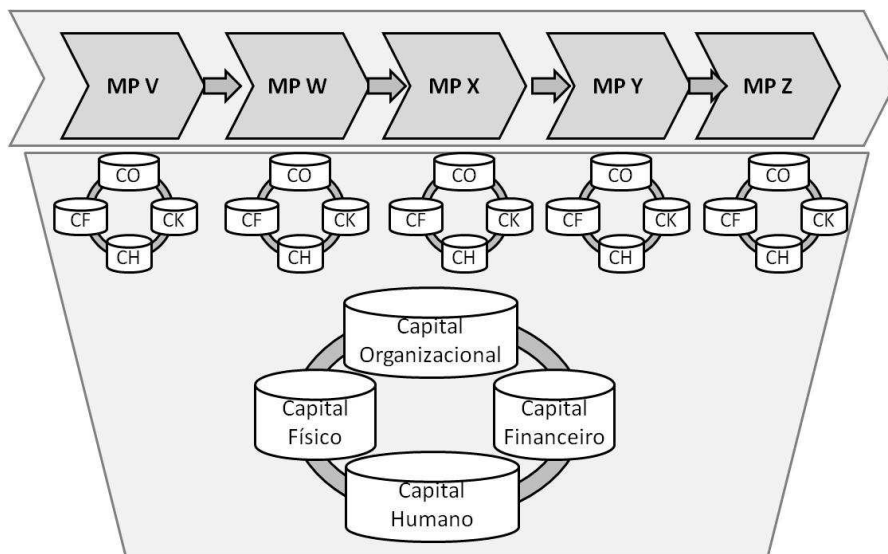 MP V
MP W
MP X
MP Y
MP Z
CO
CF
CK
CH
CO
CF
CK
CH
CO
CF
CK
CH
CO
CF
CK
CH
CO
CF
CK
CH
Capital
Organizacional
Capital
Físico
Capital
Financeiro
Capital
Humano